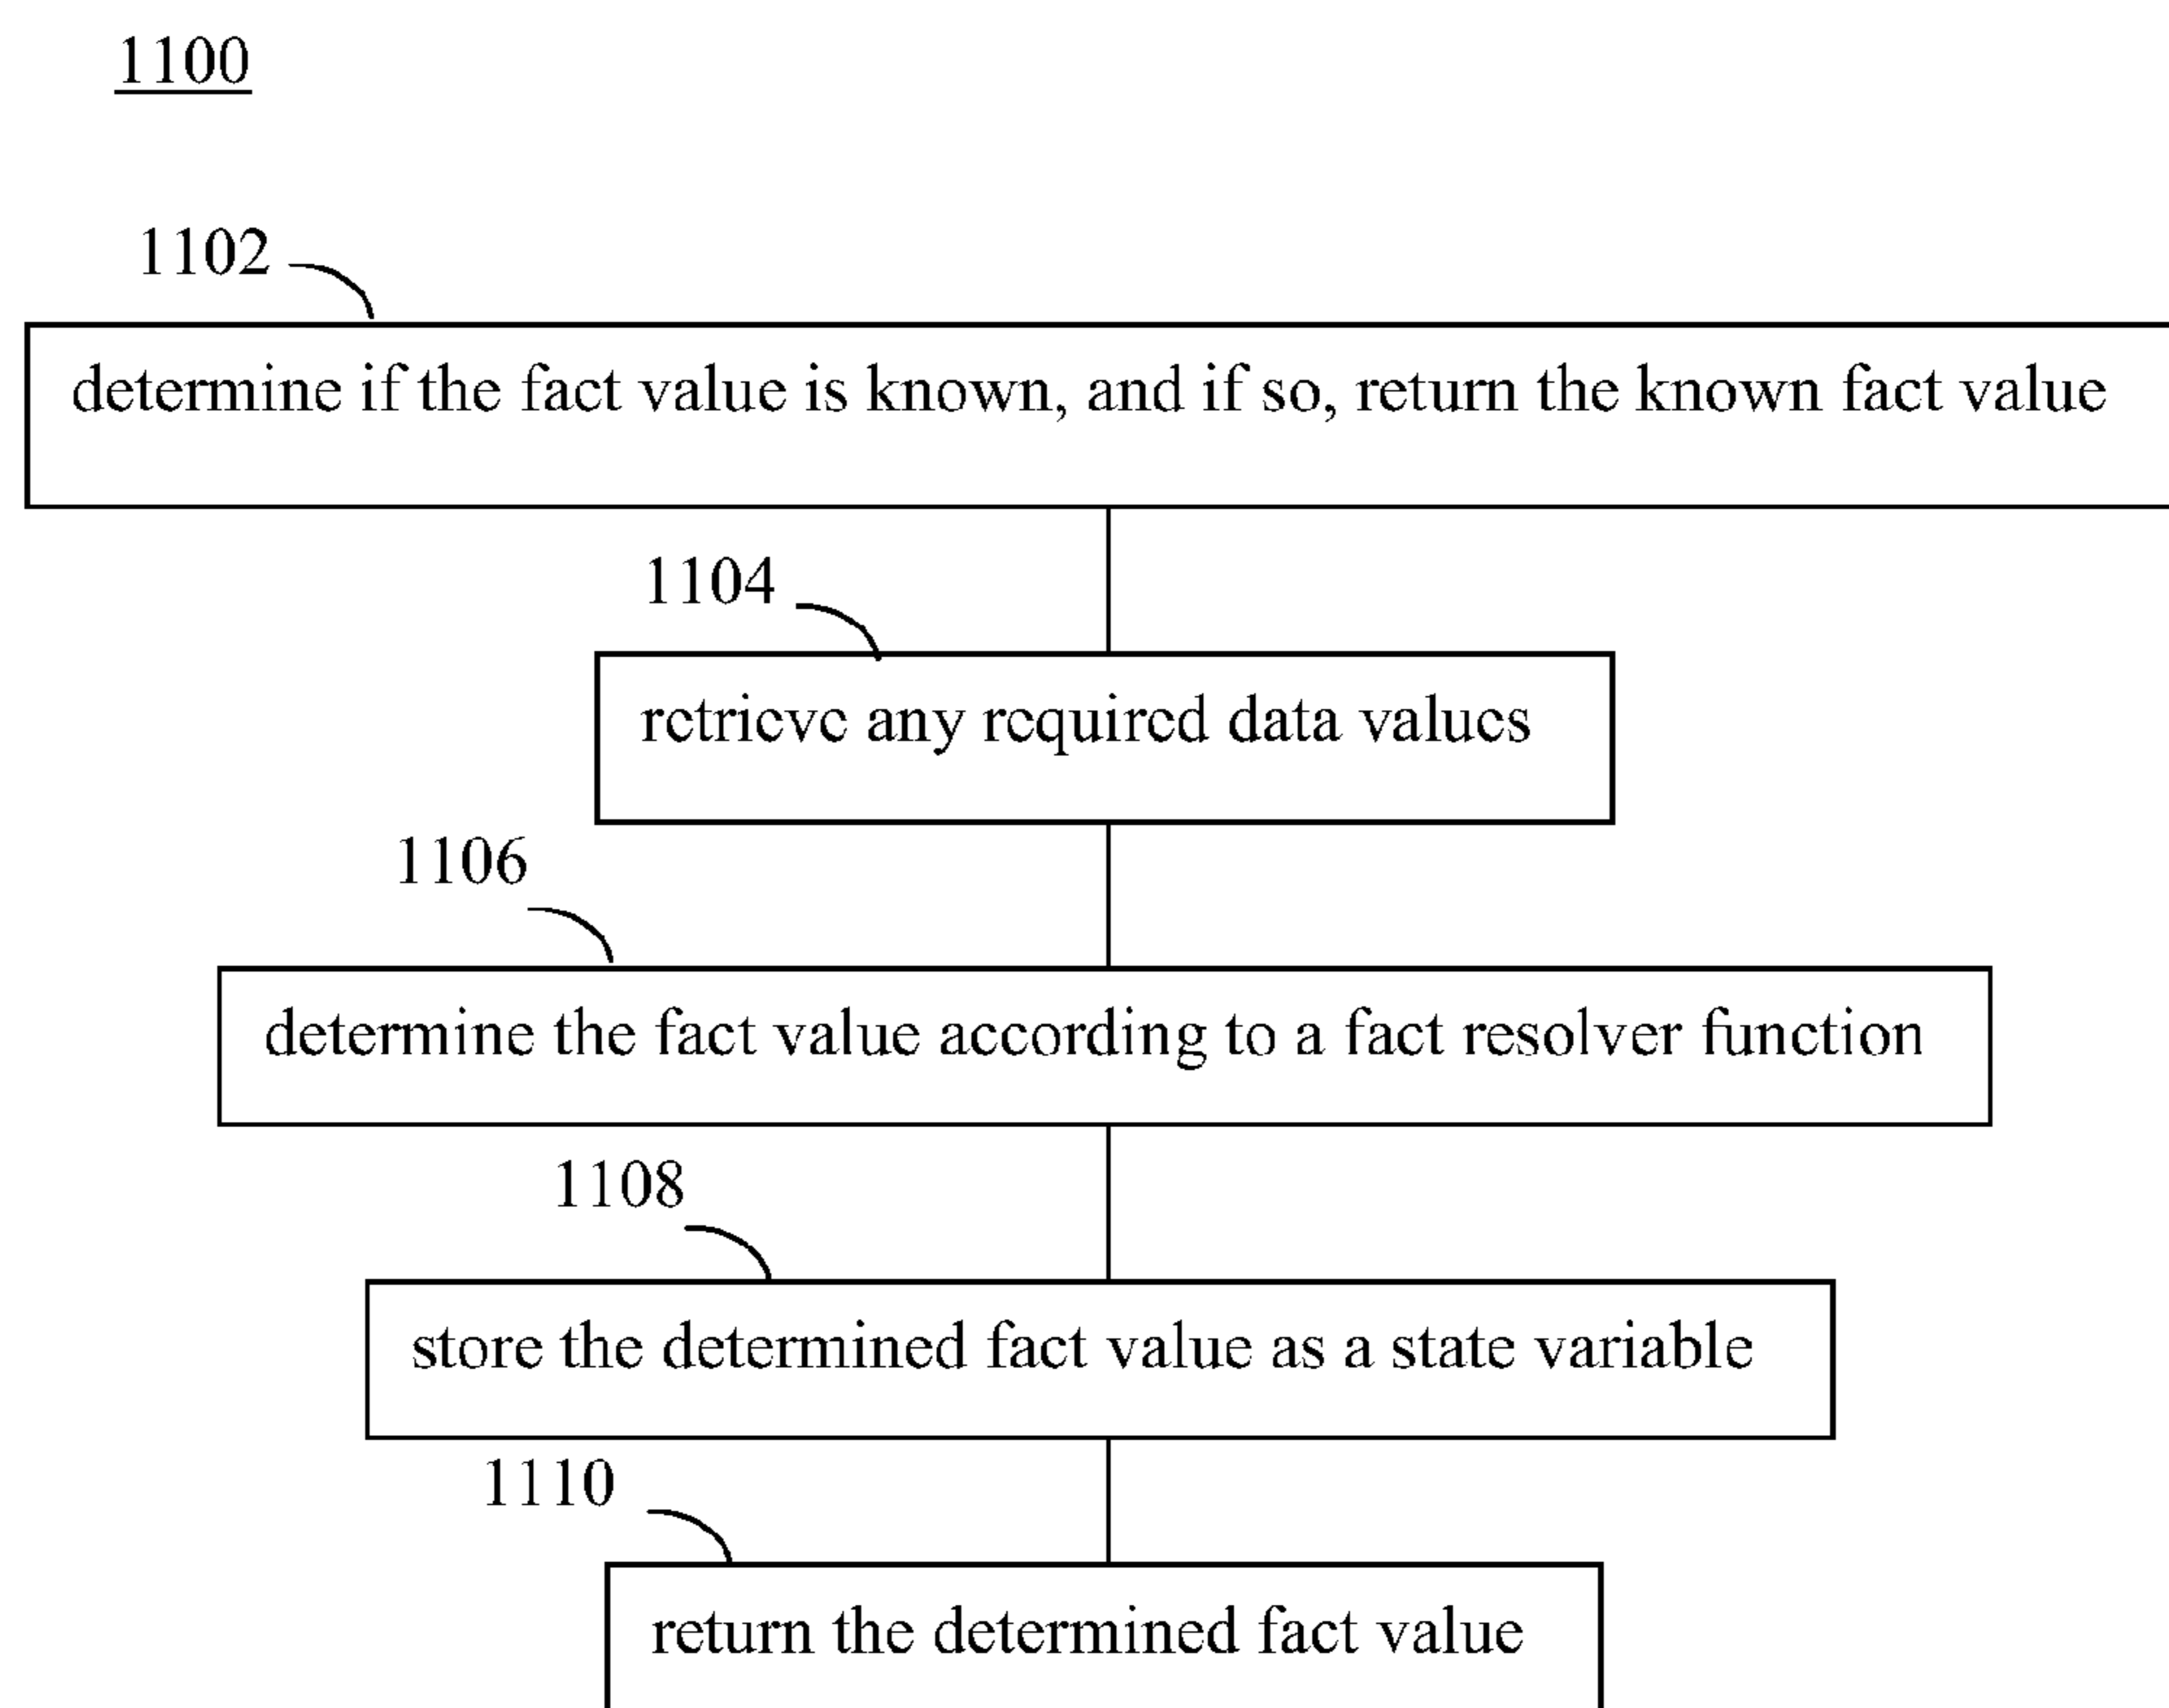 1100
1102
determine if the fact value is known, and if so, return the known fact value
1104
retrieve any required data values
1106
determine the fact value according to a fact resolver function
1108
store the determined fact value as a state variable
1110
return the determined fact value